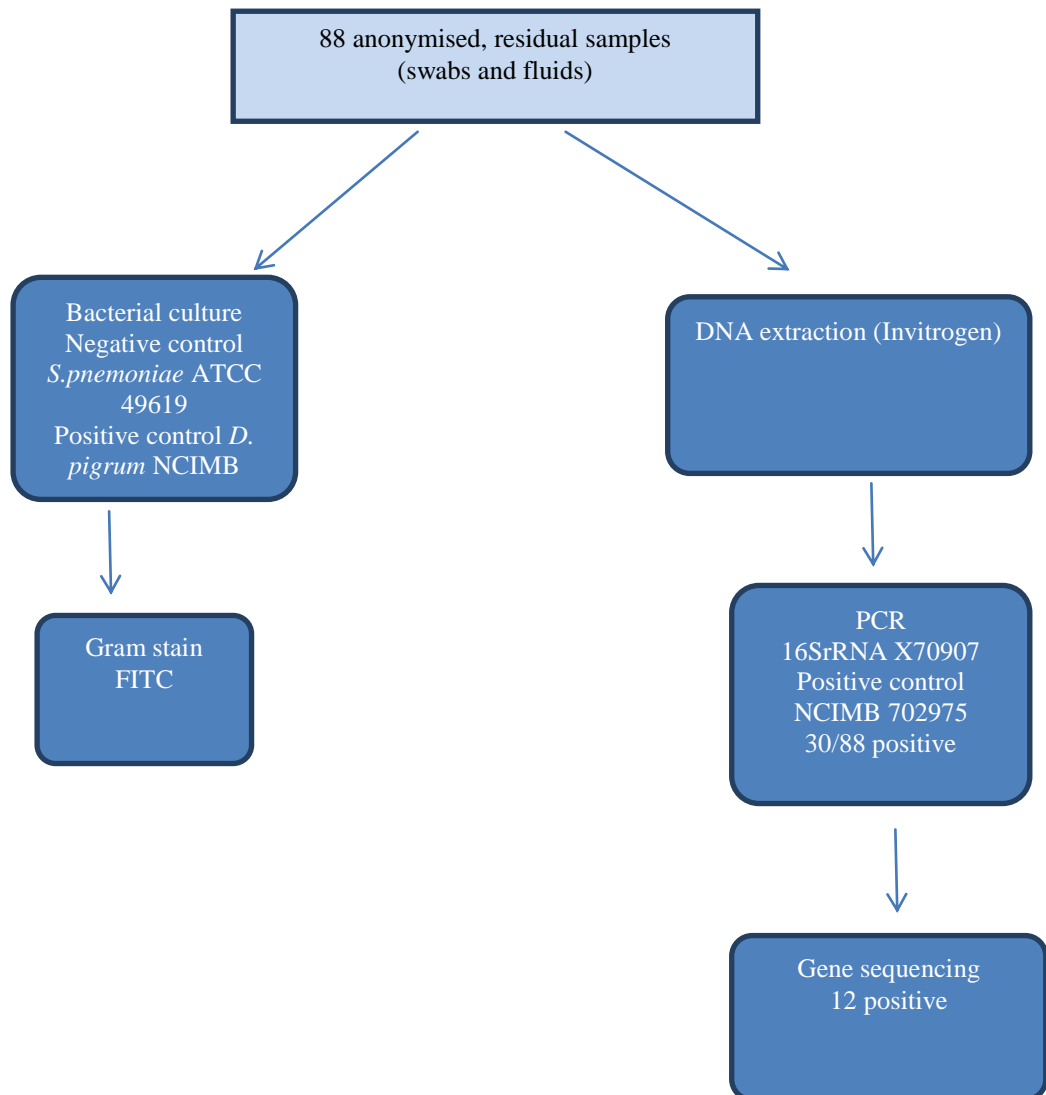 88 anonymised, residual samples
(swabs and fluids)
Bacterial culture
Negative control
S.pnemoniae ATCC
49619
Positive control D.
pigrum NCIMB
DNA extraction (Invitrogen)
Gram stain
FITC
PCR
16SrRNA X70907
Positive control
NCIMB 702975
30/88 positive
Gene sequencing
12 positive